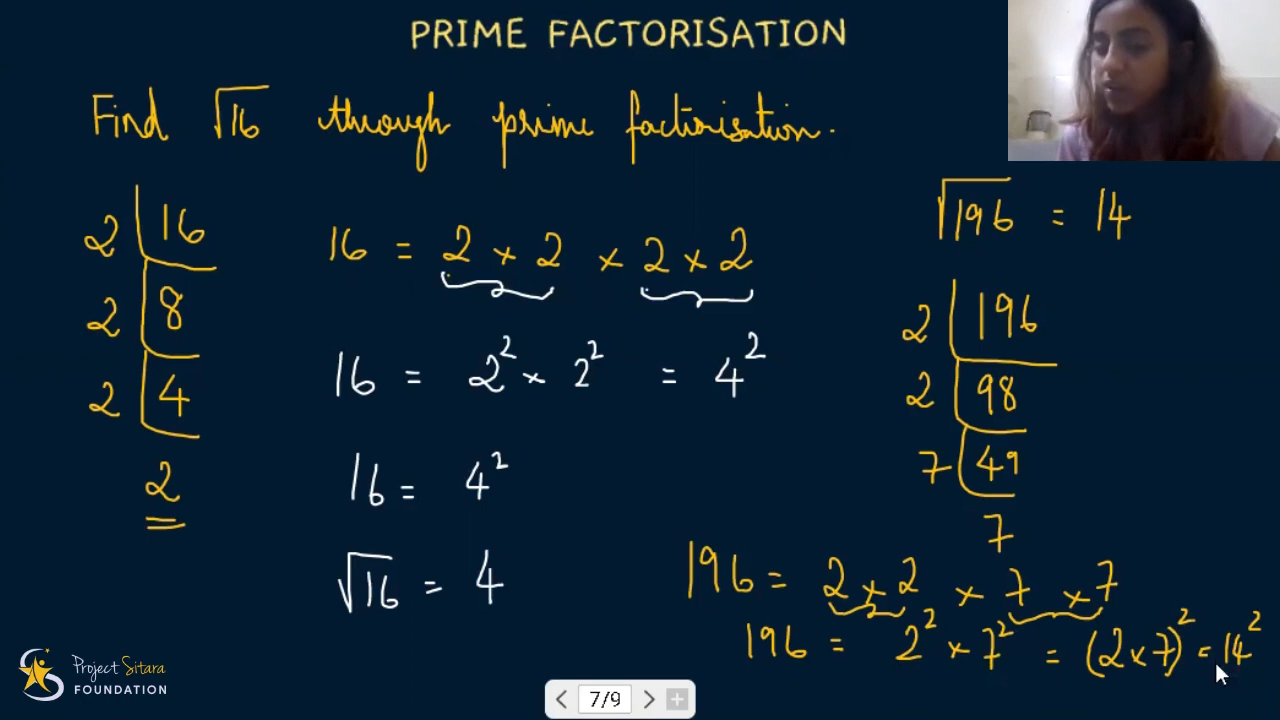 PRIME FACTORISATION
Find √16 through prime factorisation.
2 | 16
2 | 8
2 | 4
2
16 = 2 × 2 × 2 × 2
16 = 2² × 2² = 4²
16 = 4²
√16 = 4
√196 = 14
2 | 196
2 | 98
7 | 49
7
196 = 2 × 2 × 7 × 7
196 = 2² × 7² = (2×7)² = 14²
Project Sitara
FOUNDATION
7/9